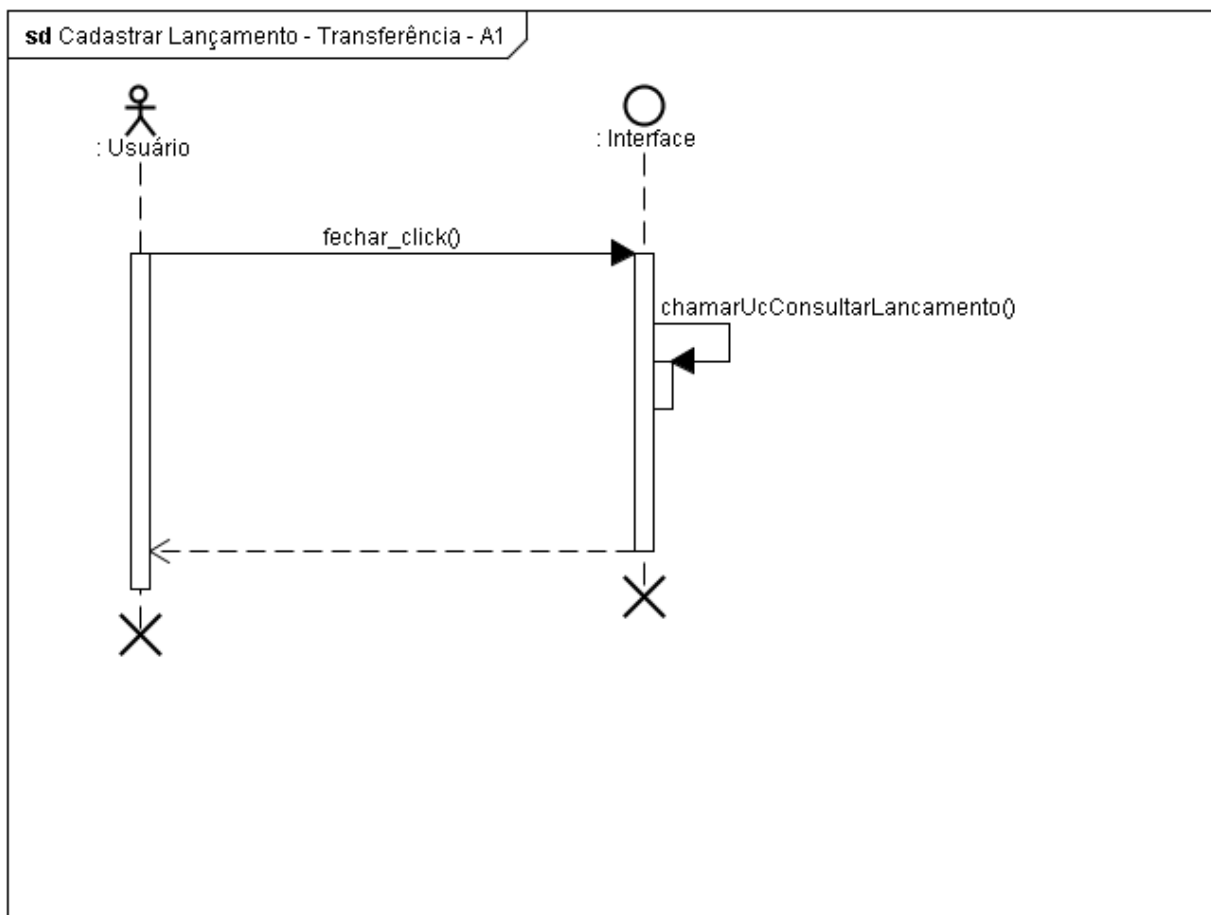 sd Cadastrar Lançamento - Transferência - A1
: Usuário
: Interface
fechar_click()
chamarUcConsultarLancamento()